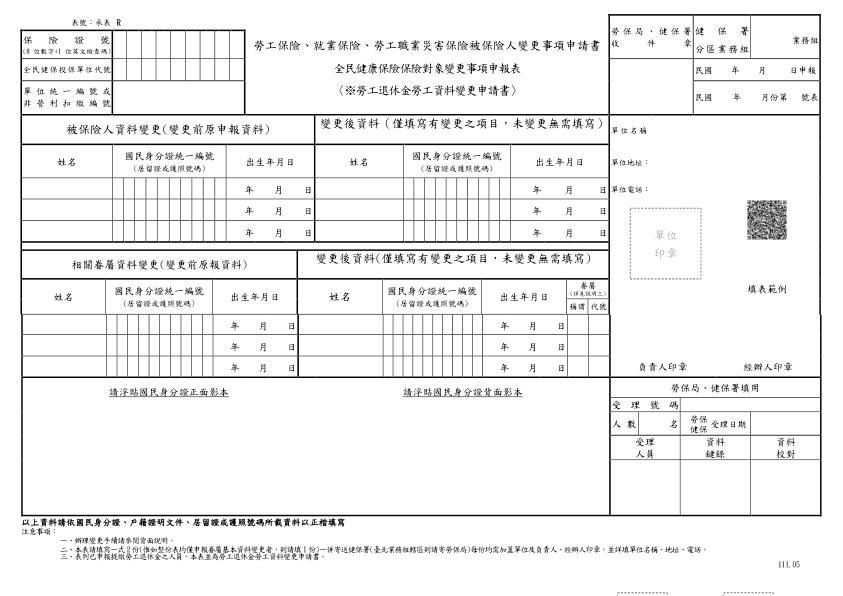 表號：承表 R
保險證號
(8 位數字+1 位英文檢查碼)
全民健保投保單位代號
單位統一編號或
非營利扣繳編號
勞工保險、就業保險、勞工職業災害保險被保險人變更事項申請書
全民健康保險保險對象變更事項申報表
（※勞工退休金勞工資料變更申請書）
勞保局、健保署
收件章
健保署
分區業務組
業務組
民國 年 月 日申報
民國 年 月份第 號表
被保險人資料變更(變更前原申報資料)
變更後資料（僅填寫有變更之項目，未變更無需填寫）
姓名
國民身分證統一編號
(居留證或護照號碼)
出生年月日
姓名
國民身分證統一編號
(居留證或護照號碼)
出生年月日
年 月 日
年 月 日
年 月 日
年 月 日
年 月 日
年 月 日
單位名稱
單位地址：
單位電話：
單位
印章
填表範例
負責人印章
經辦人印章
相關眷屬資料變更(變更前原報資料)
變更後資料(僅填寫有變更之項目，未變更無需填寫)
姓名
國民身分證統一編號
(居留證或護照號碼)
出生年月日
姓名
國民身分證統一編號
(居留證或護照號碼)
出生年月日
眷屬
(詳見說明三)
稱謂
代號
年 月 日
年 月 日
年 月 日
年 月 日
年 月 日
年 月 日
請浮貼國民身分證正面影本
請浮貼國民身分證背面影本
勞保局、健保署填用
受理號碼
人數 名
勞保
健保
受理日期
受理
人員
資料
鍵錄
資料
校對
以上資料請依國民身分證、戶籍證明文件、居留證或護照號碼所載資料以正楷填寫
注意事項：
一、辦理變更手續請參閱背面說明。
二、本表請填寫一式2份(惟如整份表均僅申報眷屬基本資料變更者，則請填1份)一併寄送健保署(臺北業務組轄區則請寄勞保局)每份均需加蓋單位及負責人、經辦人印章，並詳填單位名稱、地址、電話。
三、表列已申報提繳勞工退休金之人員，本表並為勞工退休金勞工資料變更申請書。
111.05